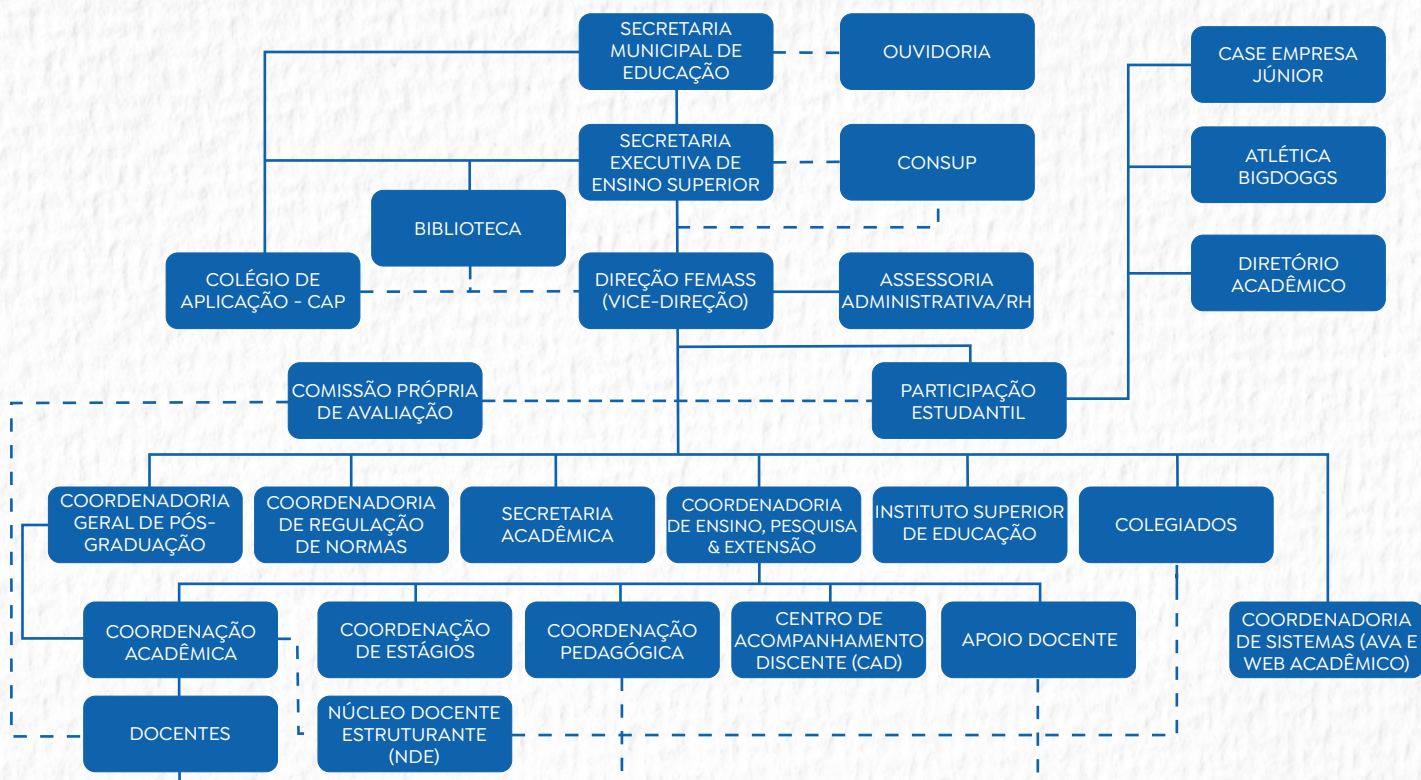 SECRETARIA
MUNICIPAL DE
EDUCAÇÃO
OUVIDORIA
CASE EMPRESA
JÚNIOR
SECRETARIA
EXECUTIVA DE
ENSINO SUPERIOR
CONSUP
ATLÉTICA
BIGDOGGS
BIBLIOTECA
COLÉGIO DE
APLICAÇÃO - CAP
DIREÇÃO FEMASS
(VICE-DIREÇÃO)
ASSESSORIA
ADMINISTRATIVA/RH
DIRETÓRIO
ACADÊMICO
COMISSÃO PRÓPRIA
DE AVALIAÇÃO
PARTICIPAÇÃO
ESTUDANTIL
COORDENADORIA
GERAL DE PÓS-
GRADUAÇÃO
COORDENADORIA
DE REGULAÇÃO
DE NORMAS
SECRETARIA
ACADÊMICA
COORDENADORIA
DE ENSINO, PESQUISA
& EXTENSÃO
INSTITUTO SUPERIOR
DE EDUCAÇÃO
COLEGIADOS
COORDENAÇÃO
ACADÊMICA
COORDENAÇÃO
DE ESTÁGIOS
COORDENAÇÃO
PEDAGÓGICA
CENTRO DE
ACOMPANHAMENTO
DISCENTE (CAD)
APOIO DOCENTE
COORDENADORIA
DE SISTEMAS (AVA E
WEB ACADÊMICO)
DOCENTES
NÚCLEO DOCENTE
ESTRUTURANTE
(NDE)